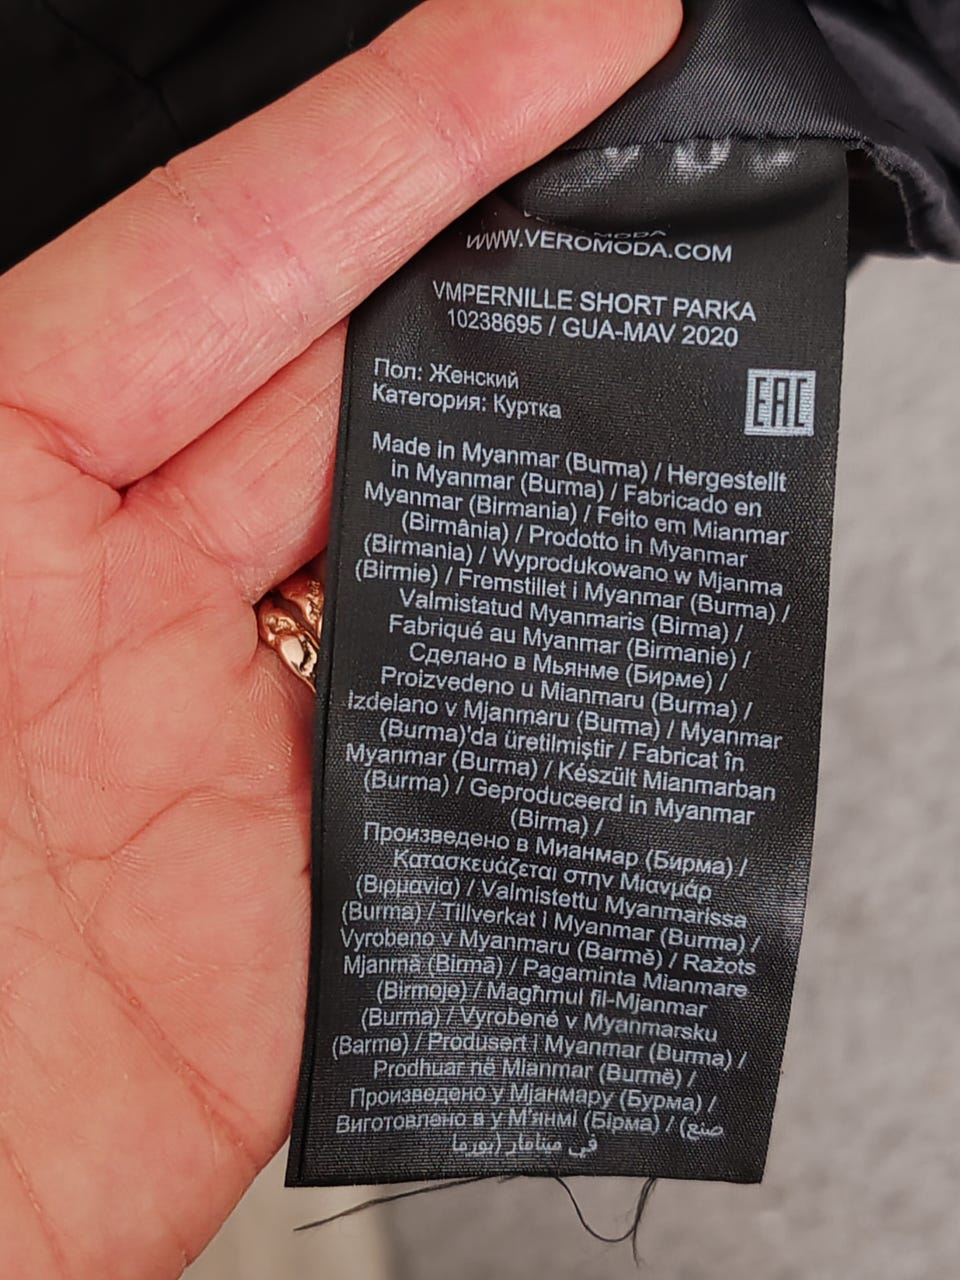 MODA
WWW.VEROMODA.COM
VMPERNILLE SHORT PARKA
10238695 / GUA-MAV 2020
Пол: Женский
Категория: Куртка
EAC
Made in Myanmar (Burma) / Hergestellt
in Myanmar (Burma) / Fabricado en
Myanmar (Birmania) / Feito em Mianmar
(Birmânia) / Prodotto in Myanmar
(Birmania) / Wyprodukowano w Mjanma
(Birmie) / Fremstillet i Myanmar (Burma) /
Valmistatud Myanmaris (Birma) /
Fabriqué au Myanmar (Birmanie) /
Сделано в Мьянме (Бирме) /
Proizvedeno u Mianmaru (Burma) /
Izdelano v Mjanmaru (Burma) / Myanmar
(Burma)'da üretilmiştir / Fabricat în
Myanmar (Burma) / Készült Mianmarban
(Burma) / Geproduceerd in Myanmar
(Birma) /
Произведено в Мианмар (Бирма) /
Κατασκευάζεται στην Μιανμάρ
(Βιρμανία) / Valmistettu Myanmarissa
(Burma) / Tillverkat i Myanmar (Burma) /
Vyrobeno v Myanmaru (Barmě) / Ražots
Mjanmā (Birmā) / Pagaminta Mianmare
(Birmoje) / Magħmul fil-Mjanmar
(Burma) / Vyrobené v Myanmarsku
(Barme) / Produsert i Myanmar (Burma) /
Prodhuar në Mianmar (Burmë) /
Произведено у Мјанмару (Бурма) /
Виготовлено в у М'янмі (Бірма) / (صنع
في ميانمار (بورما